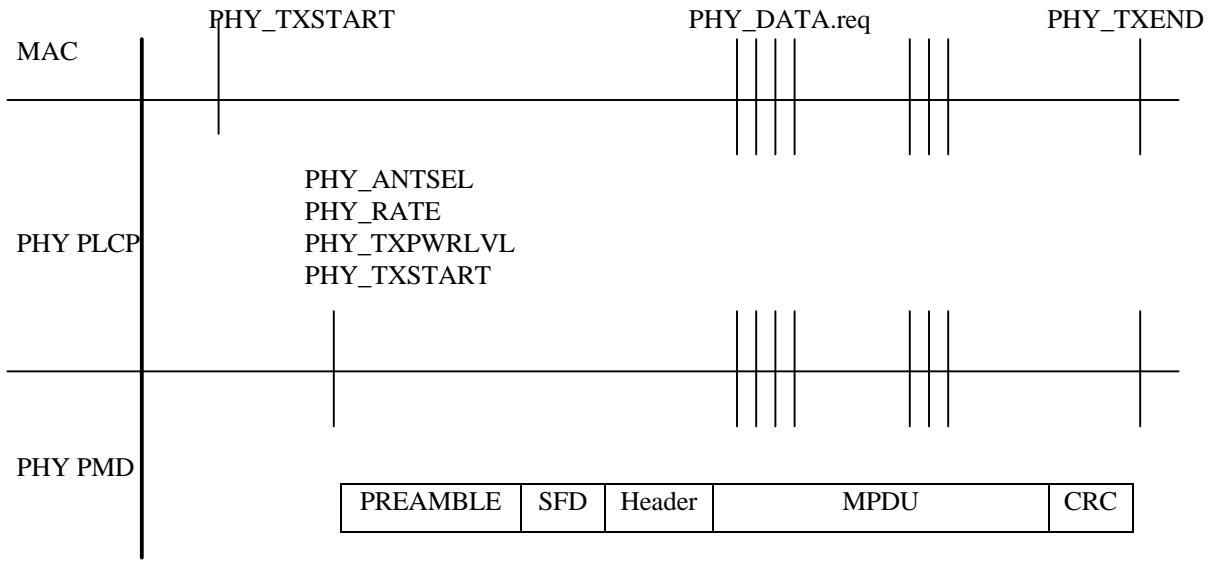 PHY_TXSTART PHY_DATA.req PHY_TXEND
MAC
PHY_ANTSEL
PHY_RATE
PHY PLCP PHY_TXPWRLVL
PHY_TXSTART
PHY PMD
PREAMBLE SFD Header MPDU CRC